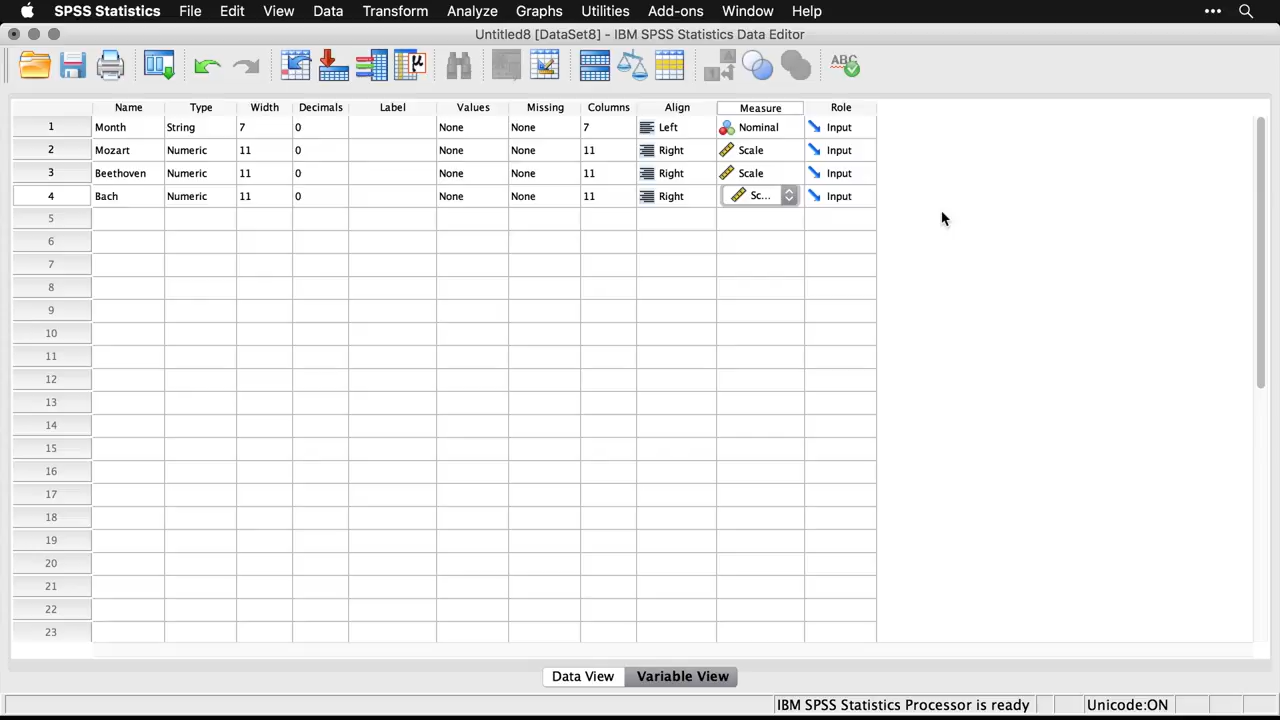 SPSS Statistics File Edit View Data Transform Analyze Graphs Utilities Add-ons Window Help
Untitled8 [DataSet8] - IBM SPSS Statistics Data Editor
μ
ABC
Name Type Width Decimals Label Values Missing Columns Align Measure Role
1 Month String 7 0 None None 7 Left Nominal Input
2 Mozart Numeric 11 0 None None 11 Right Scale Input
3 Beethoven Numeric 11 0 None None 11 Right Scale Input
4 Bach Numeric 11 0 None None 11 Right Sc... Input
5
6
7
8
9
10
11
12
13
14
15
16
17
18
19
20
21
22
23
Data View Variable View
IBM SPSS Statistics Processor is ready Unicode:ON